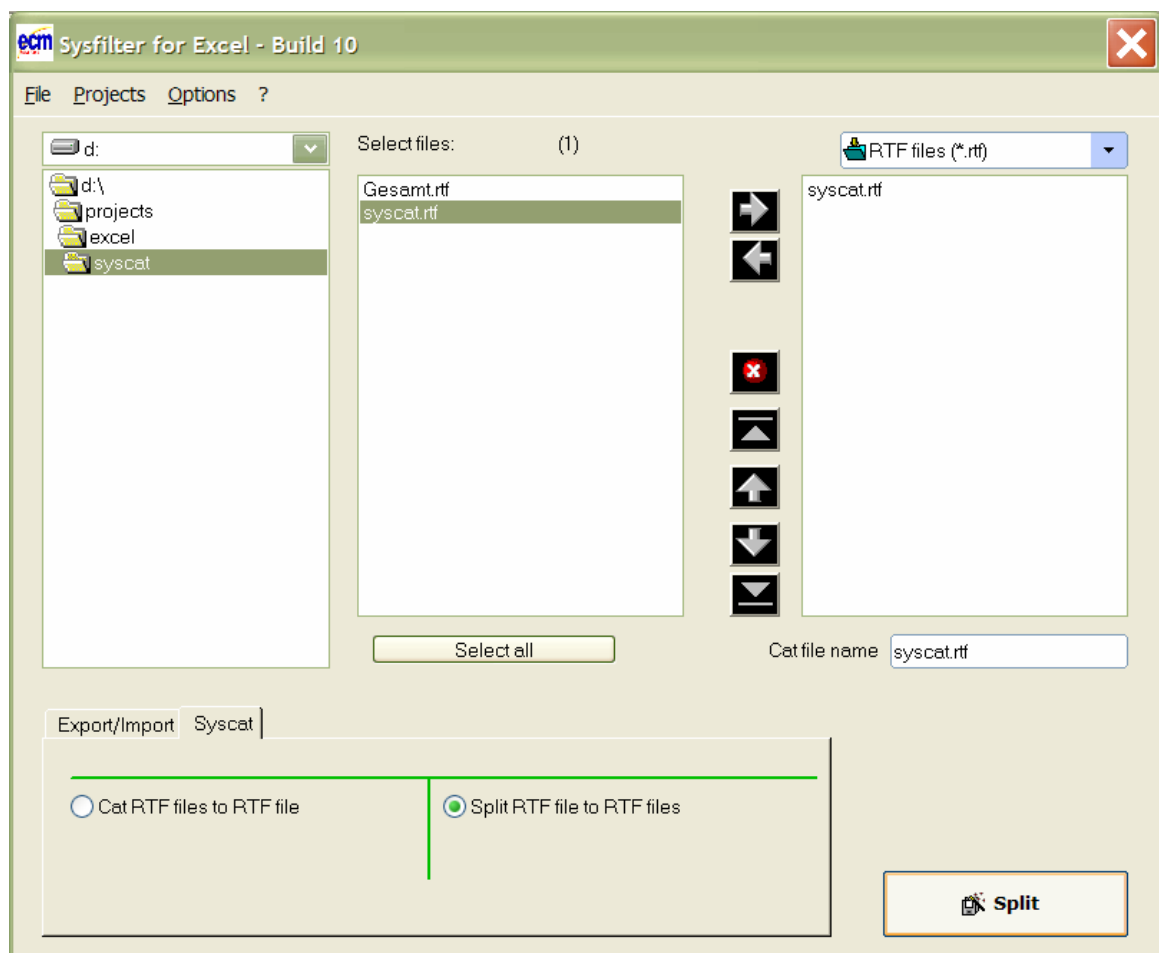 ecm Sysfilter for Excel - Build 10
File Projects Options ?
d: Select files: (1) RTF files (*.rtf)
d:\
projects
excel
syscat
Gesamt.rtf
syscat.rtf
syscat.rtf
Select all
Cat file name syscat.rtf
Export/Import Syscat
Cat RTF files to RTF file Split RTF file to RTF files
Split